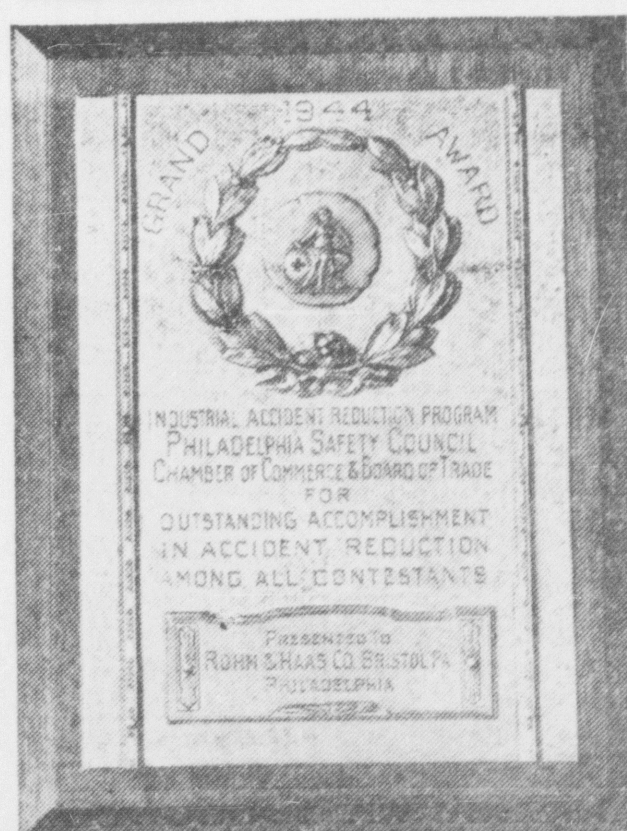 1944
GRAND AWARD
INDUSTRIAL ACCIDENT REDUCTION PROGRAM
PHILADELPHIA SAFETY COUNCIL
CHAMBER OF COMMERCE & BOARD OF TRADE
FOR
OUTSTANDING ACCOMPLISHMENT
IN ACCIDENT REDUCTION
AMONG ALL CONTESTANTS
PRESENTED TO
ROHM & HAAS CO. BRISTOL PA
PHILADELPHIA